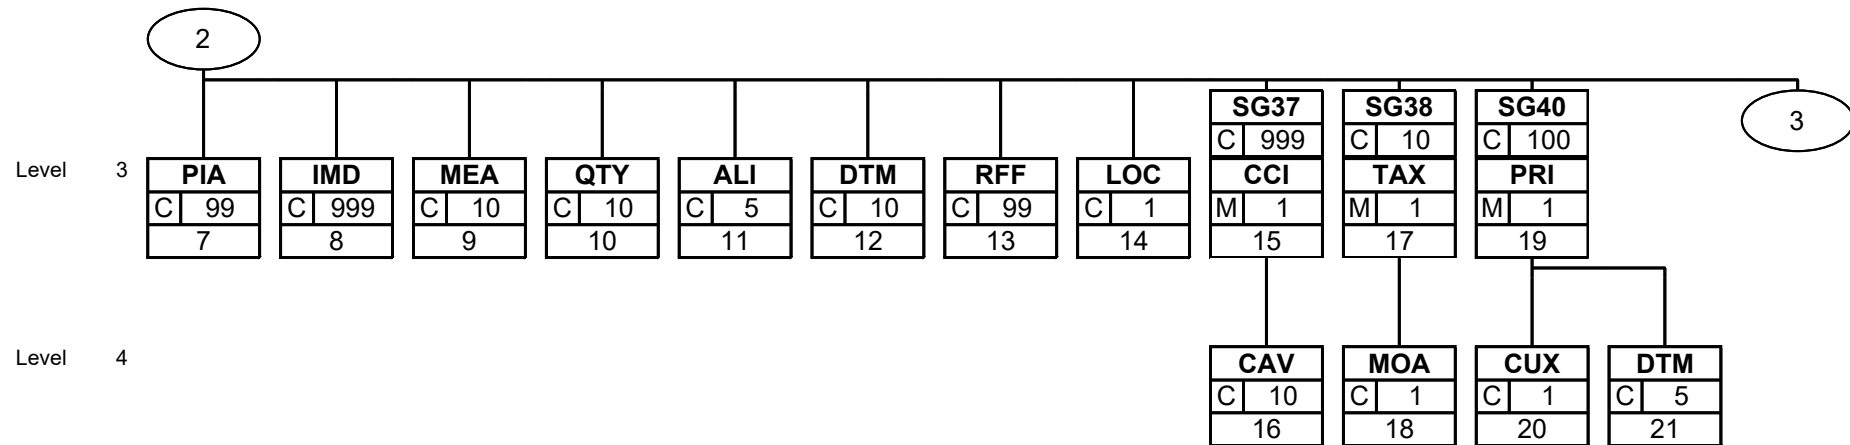 2
SG37 SG38 SG40
C 999 C 10 C 100 3
Level 3 PIA IMD MEA QTY ALI DTM RFF LOC CCI TAX PRI
C 99 C 999 C 10 C 10 C 5 C 10 C 99 C 1 M 1 M 1 M 1
7 8 9 10 11 12 13 14 15 17 19
Level 4 CAV MOA CUX DTM
C 10 C 1 C 1 C 5
16 18 20 21